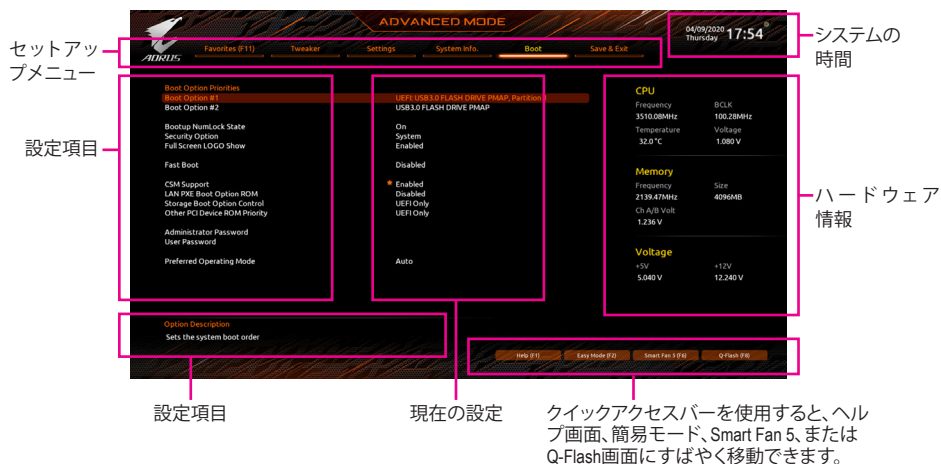 ADVANCED MODE
04/09/2020 Thursday 17:54
システムの
時間
セットアッ
プメニュー
AORUS
Favorites (F11) Tweaker Settings System Info. Boot Save & Exit
設定項目
Boot Option Priorities
Boot Option #1 UEFI: USB3.0 FLASH DRIVE PMAP, Partition
Boot Option #2 USB3.0 FLASH DRIVE PMAP
Bootup NumLock State On
Security Option System
Full Screen LOGO Show Enabled
Fast Boot Disabled
CSM Support Enabled
LAN PXE Boot Option ROM Disabled
Storage Boot Option Control UEFI Only
Other PCI Device ROM Priority UEFI Only
Administrator Password
User Password
Preferred Operating Mode Auto
CPU
Frequency BCLK
3510.08MHz 100.28MHz
Temperature Voltage
32.0 °C 1.080 V
Memory
Frequency Size
2139.47MHz 4096MB
Ch A/B Volt
1.236 V
Voltage
+5V +12V
5.040 V 12.240 V
ハードウェア
情報
Option Description
Sets the system boot order
Help (F1) Easy Mode (F2) Smart Fan 5 (F6) Q-Flash (F8)
設定項目
現在の設定
クイックアクセスバーを使用すると、ヘル
プ画面、簡易モード、Smart Fan 5、または
Q-Flash画面にすばやく移動できます。